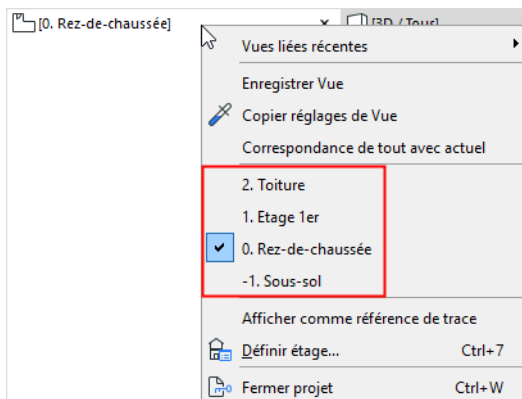 [0. Rez-de-chaussée]
[3D / Tous]
Vues liées récentes
Enregistrer Vue
Copier réglages de Vue
Correspondance de tout avec actuel
2. Toiture
1. Etage 1er
0. Rez-de-chaussée
-1. Sous-sol
Afficher comme référence de trace
Définir étage... Ctrl+7
Fermer projet Ctrl+W